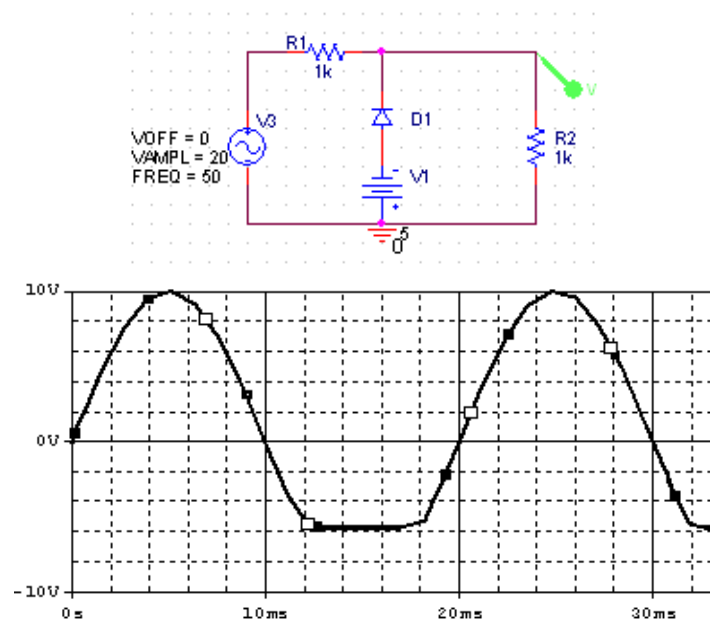 R1
1k
V
D1
V3
VOFF = 0
VAMPL = 20
FREQ = 50
R2
1k
-
V1
+
5
0
10V
0V
-10V
0s 10ms 20ms 30ms